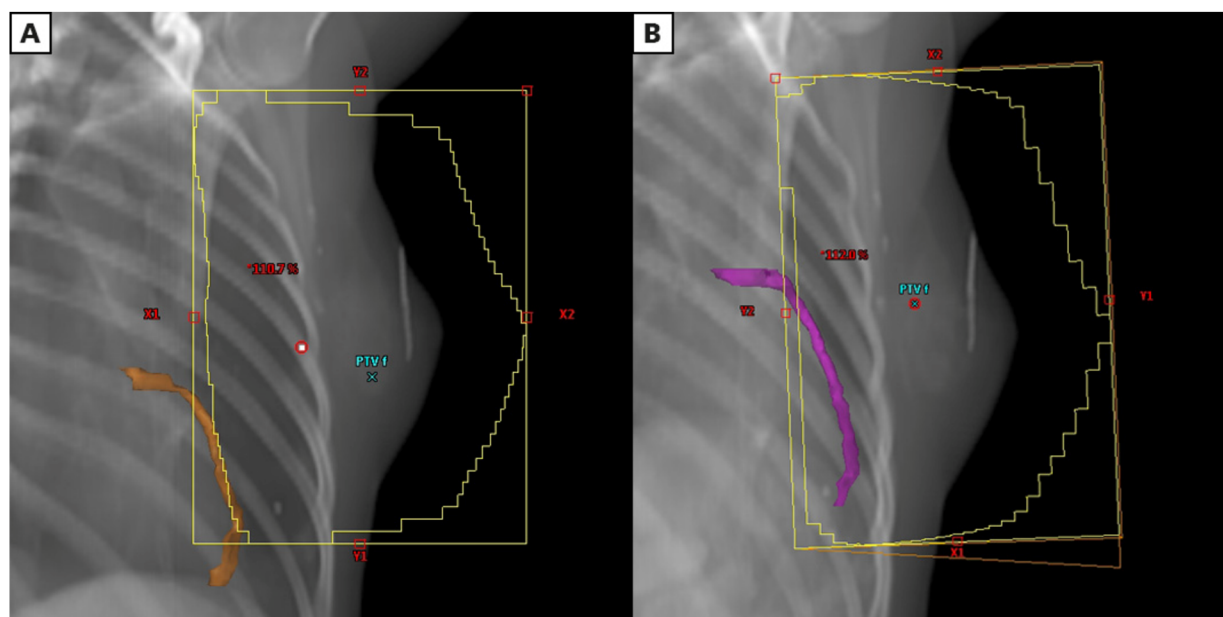 A
Y2
*110.7 %
X1
X2
PTV f
Y1
B
X2
*112.0 %
PTV f
Y1
Y2
X1